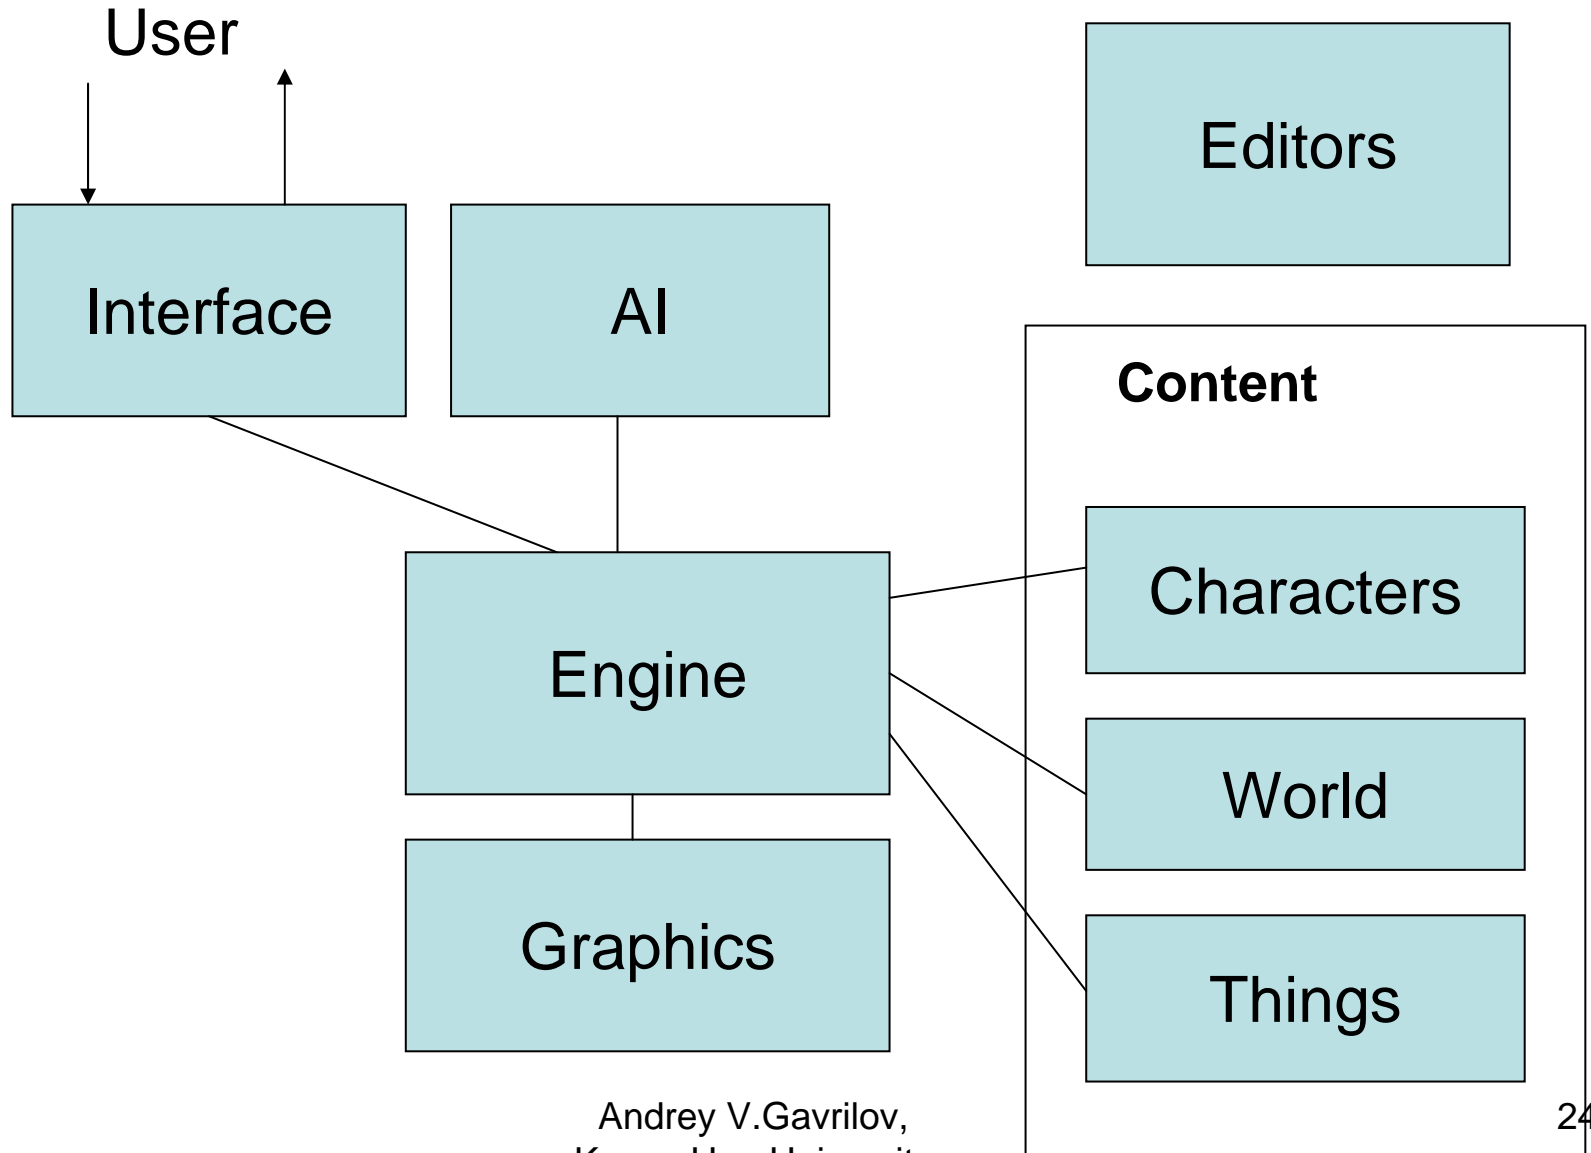 User
Editors
Interface
AI
Content
Characters
Engine
World
Graphics
Things
Andrey V.Gavrilov,
24